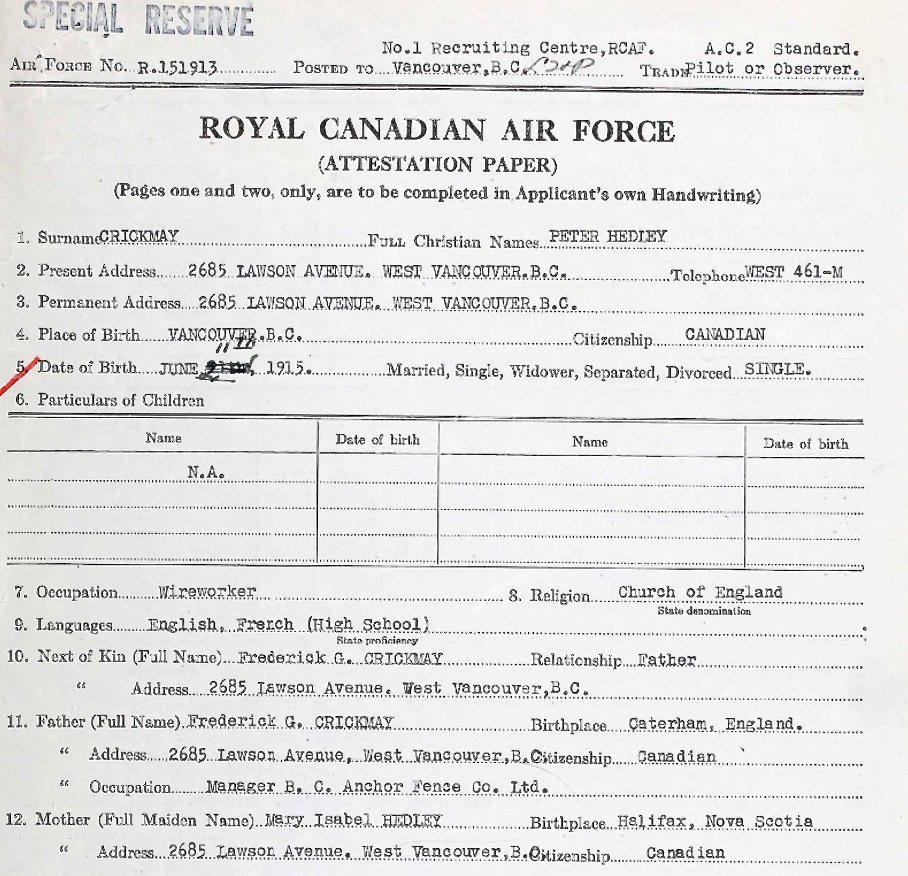 SPECIAL RESERVE
No.1 Recruiting Centre,RCAF. A.C.2 Standard.
AIR FORCE NO. R.151913 POSTED TO Vancouver,B.C. TRADE Pilot or Observer.
ROYAL CANADIAN AIR FORCE
(ATTESTATION PAPER)
(Pages one and two, only, are to be completed in Applicant's own Handwriting)
1. Surname CRICKMAY FULL Christian Names PETER HEDLEY
2. Present Address 2685 LAWSON AVENUE. WEST VANCOUVER.B.C. Telephone WEST 461-M
3. Permanent Address 2685 LAWSON AVENUE. WEST VANCOUVER,B.C.
4. Place of Birth VANCOUVER.B.C. Citizenship CANADIAN
5. Date of Birth JUNE 11th 1915. Married, Single, Widower, Separated, Divorced SINGLE.
6. Particulars of Children
Name Date of birth Name Date of birth
N.A.
7. Occupation Wireworker 8. Religion Church of England
State denomination
9. Languages English, French (High School)
State proficiency
10. Next of Kin (Full Name) Frederick G. CRICKMAY Relationship Father
" Address 2685 Lawson Avenue. West Vancouver,B.C.
11. Father (Full Name) Frederick G. CRICKMAY Birthplace Caterham, England.
" Address 2685 Lawson Avenue, West Vancouver,B.C. Citizenship Canadian
" Occupation Manager B. C. Anchor Fence Co. Ltd.
12. Mother (Full Maiden Name) Mary Isabel HEDLEY Birthplace Halifax, Nova Scotia
" Address 2685 Lawson Avenue. West Vancouver,B.C. Citizenship Canadian